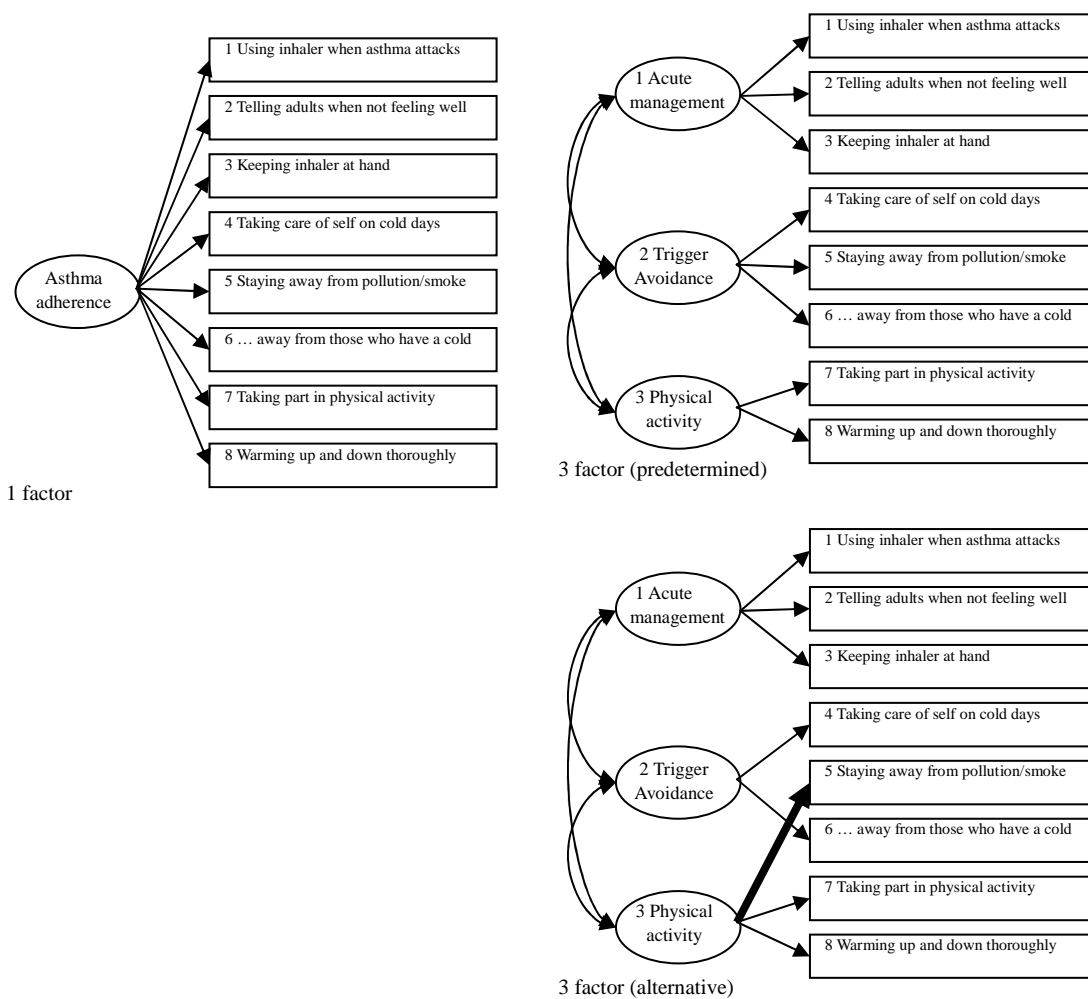 1 Using inhaler when asthma attacks
2 Telling adults when not feeling well
3 Keeping inhaler at hand
4 Taking care of self on cold days
Asthma
adherence
5 Staying away from pollution/smoke
6 … away from those who have a cold
7 Taking part in physical activity
8 Warming up and down thoroughly
1 factor
1 Acute
management
1 Using inhaler when asthma attacks
2 Telling adults when not feeling well
3 Keeping inhaler at hand
2 Trigger
Avoidance
4 Taking care of self on cold days
5 Staying away from pollution/smoke
6 … away from those who have a cold
3 Physical
activity
7 Taking part in physical activity
8 Warming up and down thoroughly
3 factor (predetermined)
1 Acute
management
1 Using inhaler when asthma attacks
2 Telling adults when not feeling well
3 Keeping inhaler at hand
2 Trigger
Avoidance
4 Taking care of self on cold days
5 Staying away from pollution/smoke
6 … away from those who have a cold
3 Physical
activity
7 Taking part in physical activity
8 Warming up and down thoroughly
3 factor (alternative)